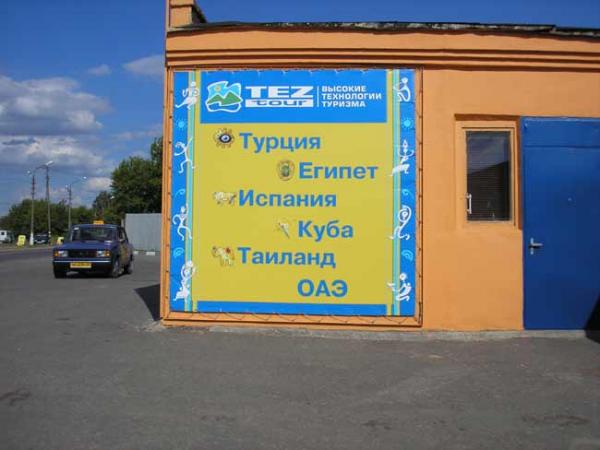 TEZ
tour
ВЫСОКИЕ
ТЕХНОЛОГИИ
ТУРИЗМА
Турция
Египет
Испания
Куба
Таиланд
ОАЭ